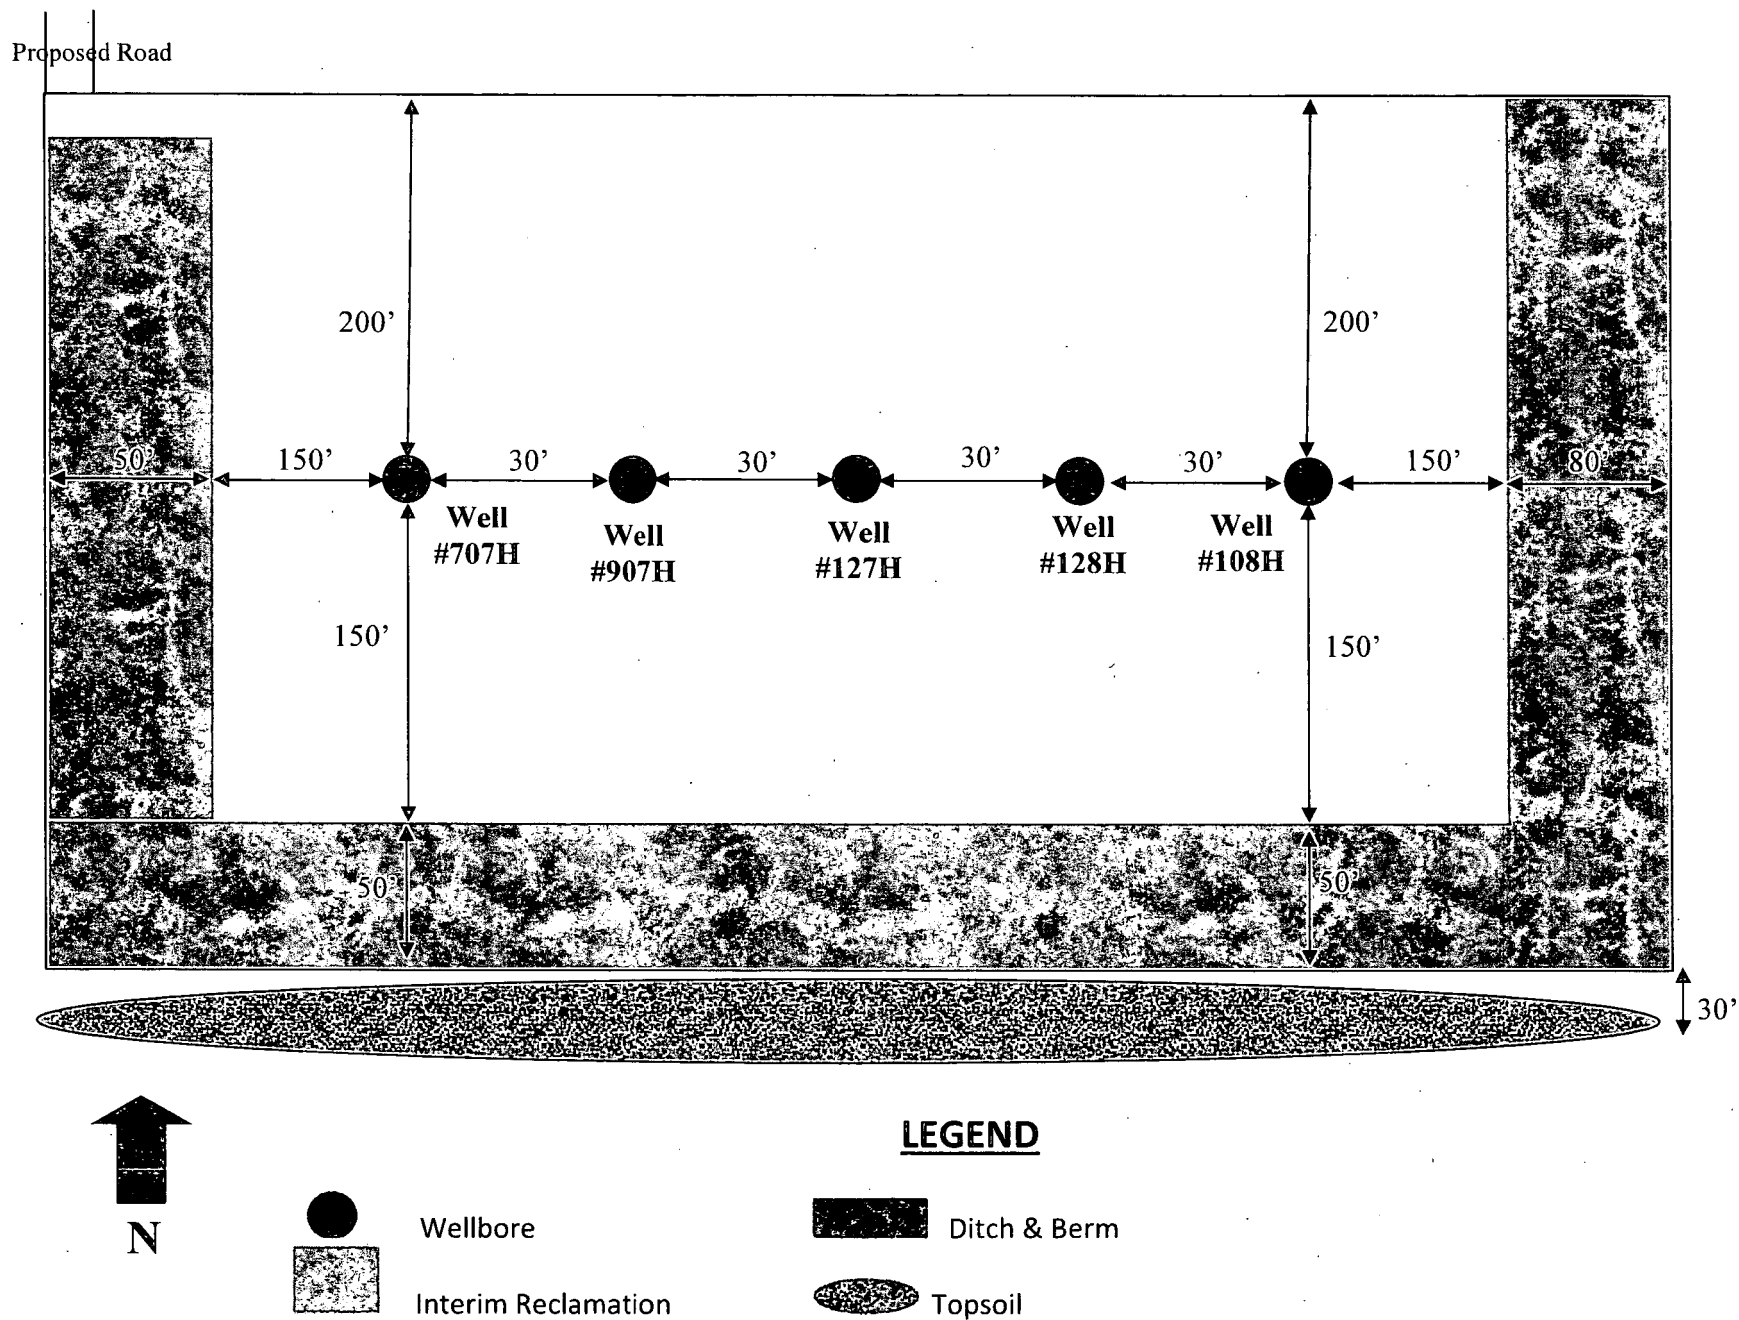 Proposed Road
200’
200’
50’
150’
30’
30’
30’
30’
150’
80’
Well
#707H
Well
#907H
Well
#127H
Well
#128H
Well
#108H
150’
150’
50’
50’
30’
LEGEND
N
Wellbore
Ditch & Berm
Interim Reclamation
Topsoil